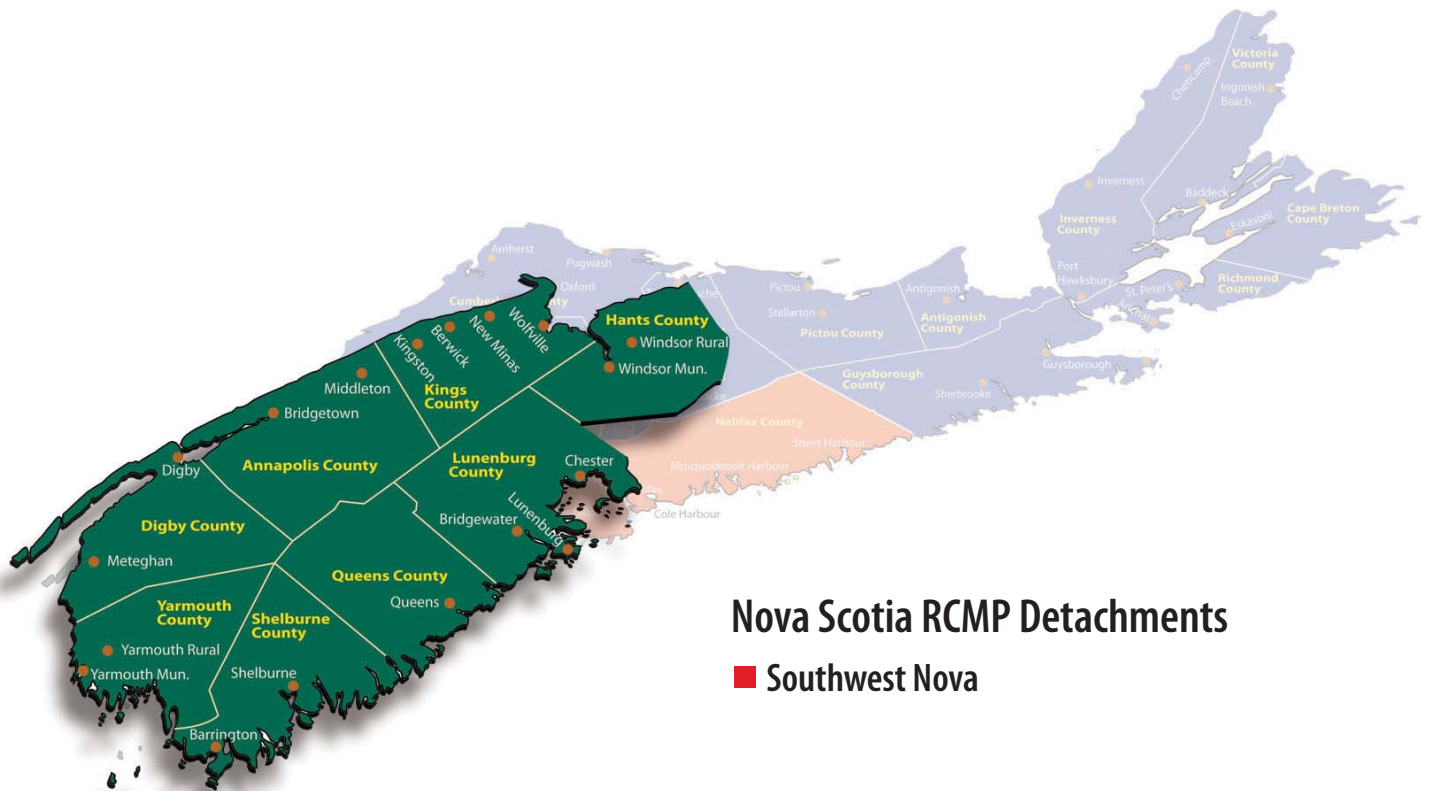 Victoria
County
Cheticamp
Ingonish
Beach
Inverness
Baddeck
Inverness
County
Cape Breton
County
Eskasoni
Port
Hawksbury
St. Peter's
Richmond
County
Arichat
Amherst
Pugwash
Oxford
Pictou
Stellarton
Pictou County
Antigonish
Antigonish
County
Guysborough
County
Guysborough
Sherbrooke
Halifax County
Sheet Harbour
Musquodoboit Harbour
Cole Harbour
Hants County
Windsor Rural
Windsor Mun.
Wolfville
New Minas
Berwick
Kingston
Kings
County
Middleton
Bridgetown
Digby
Annapolis County
Lunenburg
County
Chester
Lunenburg
Bridgewater
Digby County
Meteghan
Queens County
Queens
Yarmouth
County
Shelburne
County
Yarmouth Rural
Yarmouth Mun.
Shelburne
Barrington
Nova Scotia RCMP Detachments
Southwest Nova